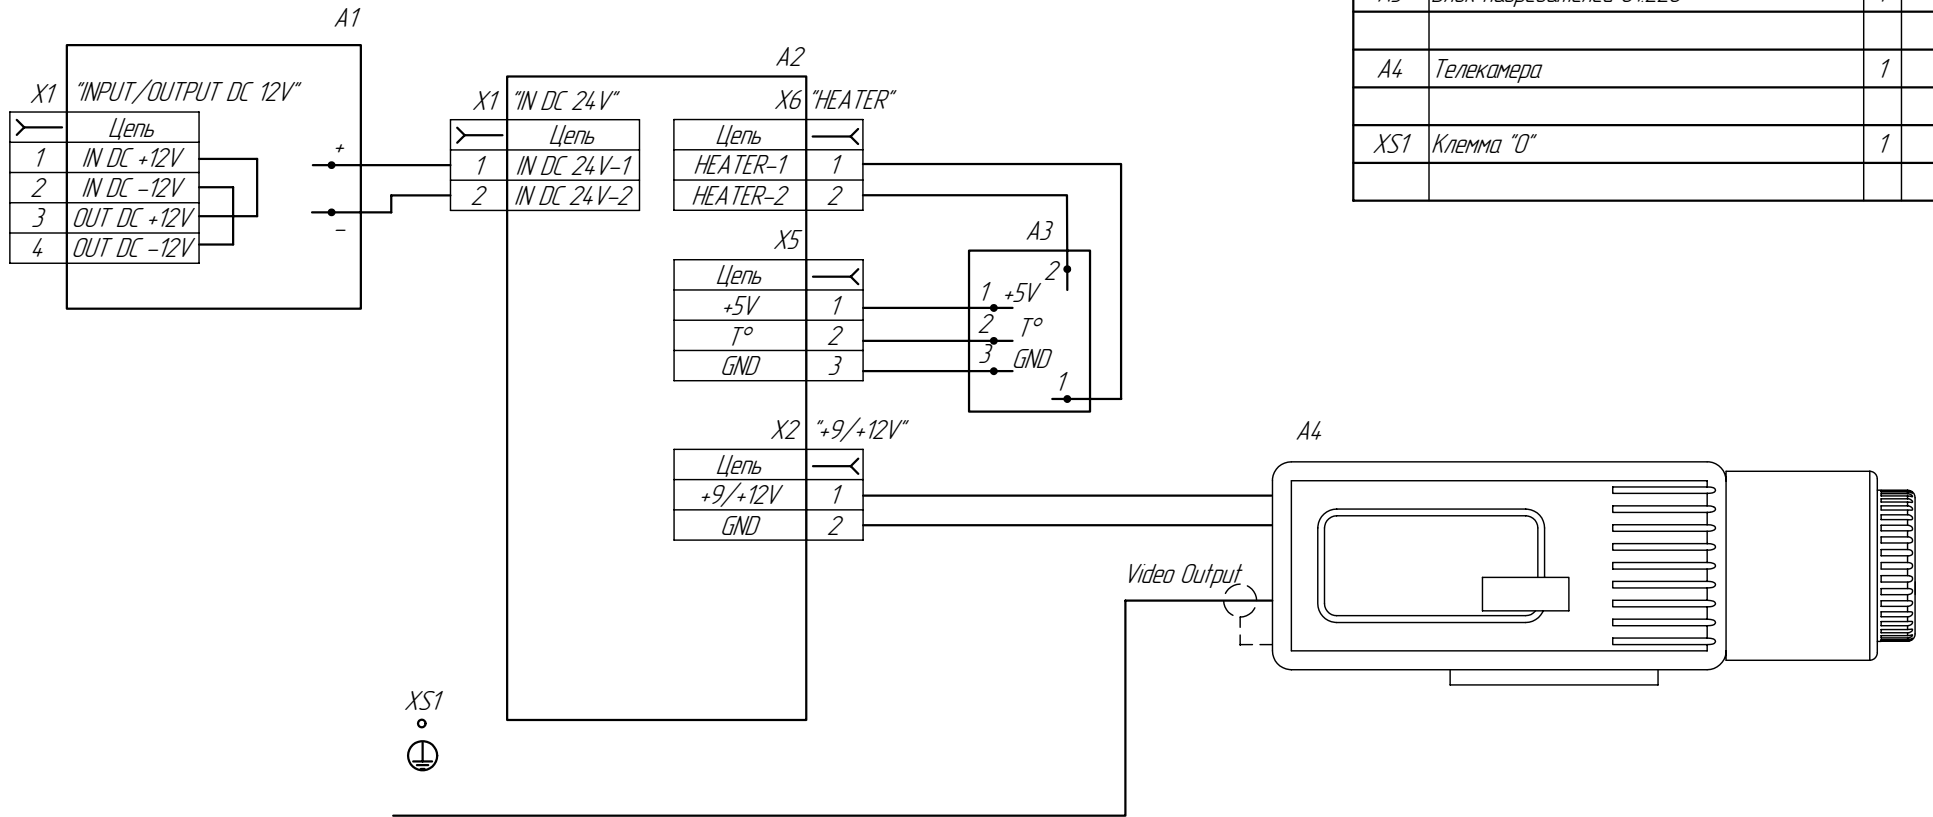 A1
X1 "INPUT/OUTPUT DC 12V"
Цепь
1 IN DC +12V
2 IN DC -12V
3 OUT DC +12V
4 OUT DC -12V
+
-
A2
X1 "IN DC 24V"
Цепь
1 IN DC 24V-1
2 IN DC 24V-2
X6 "HEATER"
Цепь
HEATER-1 1
HEATER-2 2
X5
Цепь
+5V 1
T° 2
GND 3
X2 "+9/+12V"
Цепь
+9/+12V 1
GND 2
A3
2
1 +5V
2 T°
3 GND
1
A4
Video Output
XS1
A4 Телекамера 1
XS1 Клемма "0" 1